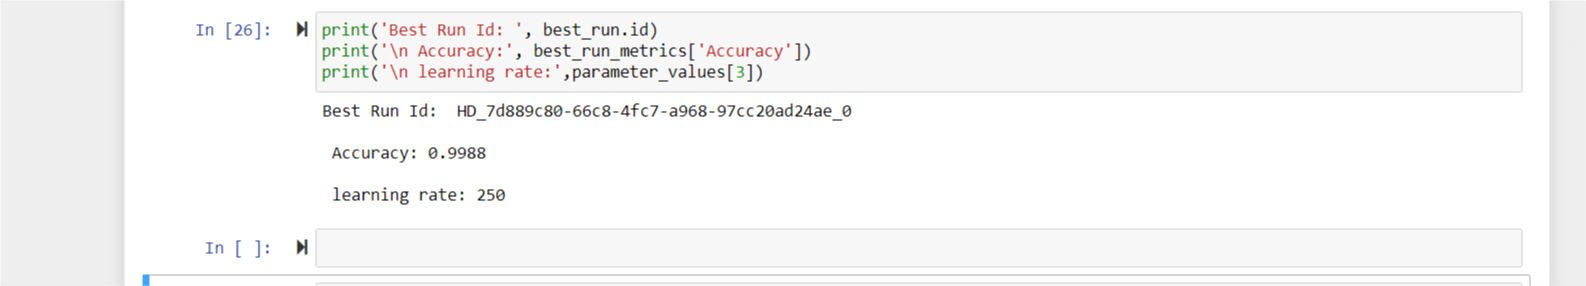 In [26]:
print('Best Run Id: ', best_run.id)
print('\n Accuracy:', best_run_metrics['Accuracy'])
print('\n learning rate:',parameter_values[3])
Best Run Id:  HD_7d889c80-66c8-4fc7-a968-97cc20ad24ae_0
Accuracy: 0.9988
learning rate: 250
In [ ]: